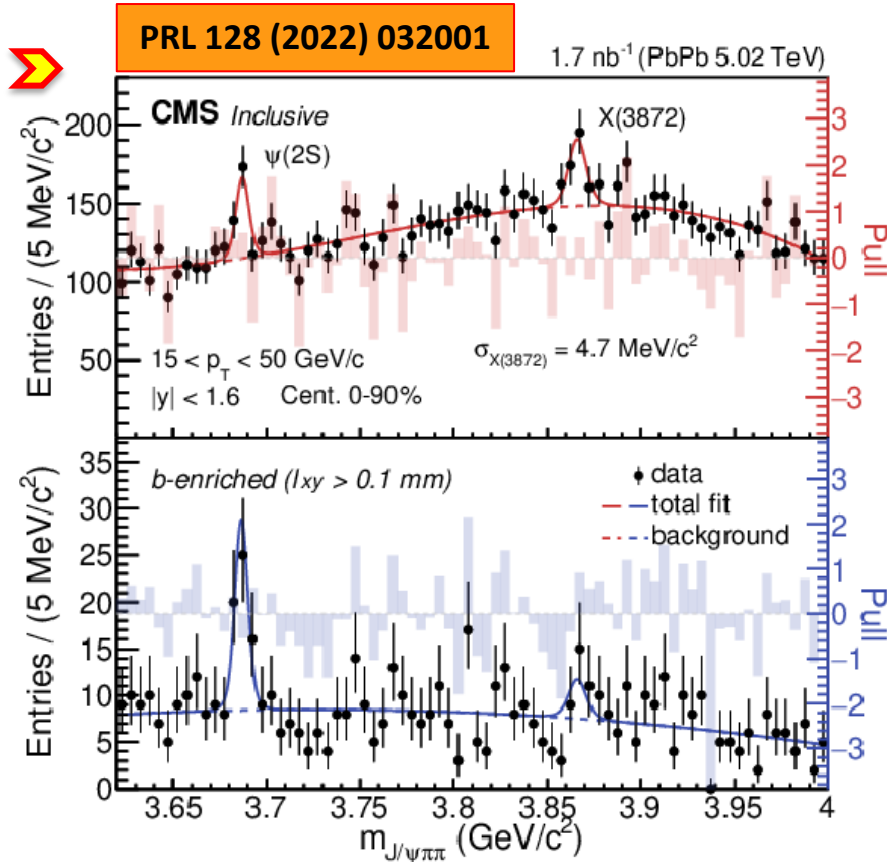 PRL 128 (2022) 032001
1.7 nb⁻¹ (PbPb 5.02 TeV)
CMS Inclusive
ψ(2S)
X(3872)
200
150
100
50
Entries / (5 MeV/c²)
3
2
1
0
−1
−2
−3
Pull
15 < p_T < 50 GeV/c
|y| < 1.6 Cent. 0-90%
σ_X(3872) = 4.7 MeV/c²
b-enriched (lxy > 0.1 mm)
data
total fit
background
35
30
25
20
15
10
5
0
Entries / (5 MeV/c²)
3
2
1
0
−1
−2
−3
Pull
3.65 3.7 3.75 3.8 3.85 3.9 3.95 4
m_J/ψππ (GeV/c²)